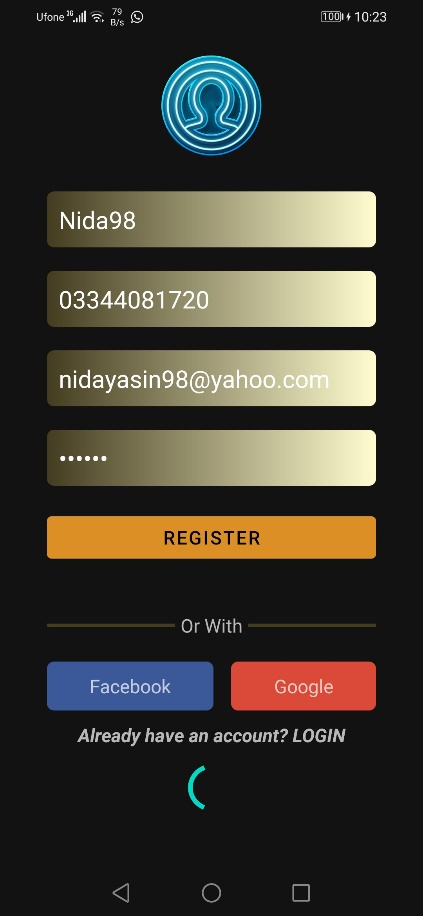 Ufone 3G 79 B/s 100 10:23
Nida98
03344081720
nidayasin98@yahoo.com
••••••
REGISTER
Or With
Facebook Google
Already have an account? LOGIN